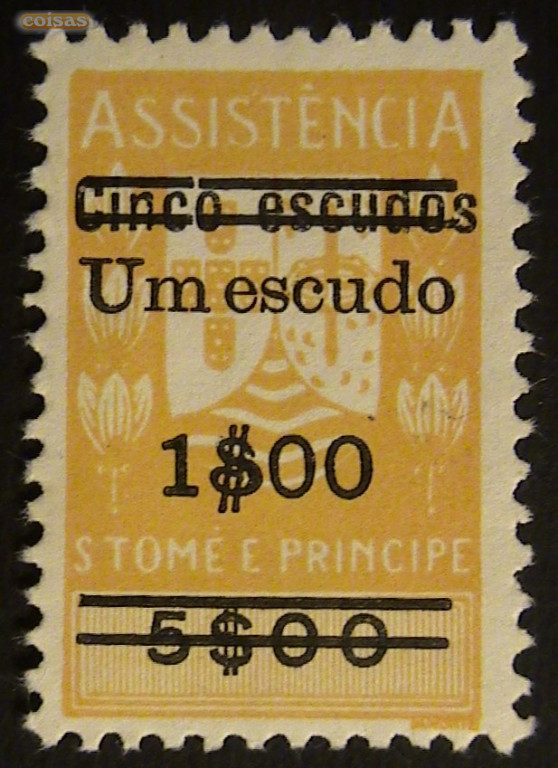 coisas
ASSISTÊNCIA
Cinco escudos
Um escudo
1$00
S TOMÉ E PRINCIPE
5$00